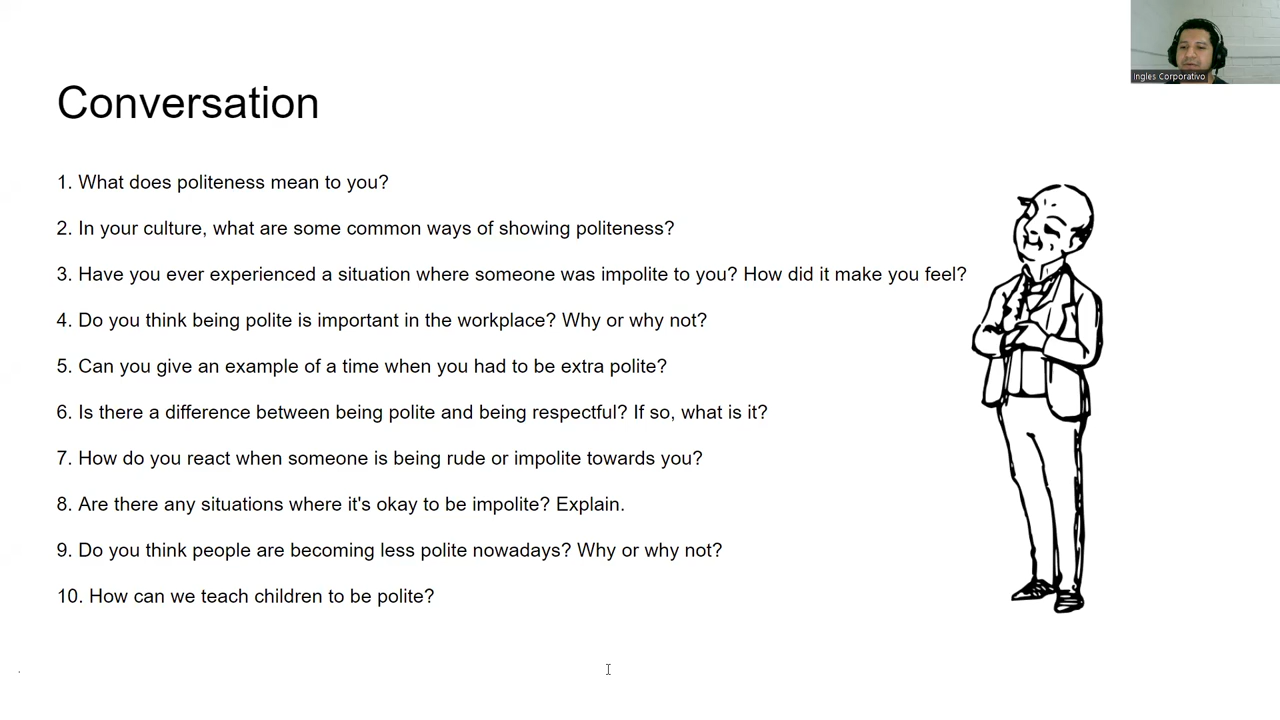 Ingles Corporativo
Conversation
1. What does politeness mean to you?
2. In your culture, what are some common ways of showing politeness?
3. Have you ever experienced a situation where someone was impolite to you? How did it make you feel?
4. Do you think being polite is important in the workplace? Why or why not?
5. Can you give an example of a time when you had to be extra polite?
6. Is there a difference between being polite and being respectful? If so, what is it?
7. How do you react when someone is being rude or impolite towards you?
8. Are there any situations where it's okay to be impolite? Explain.
9. Do you think people are becoming less polite nowadays? Why or why not?
10. How can we teach children to be polite?